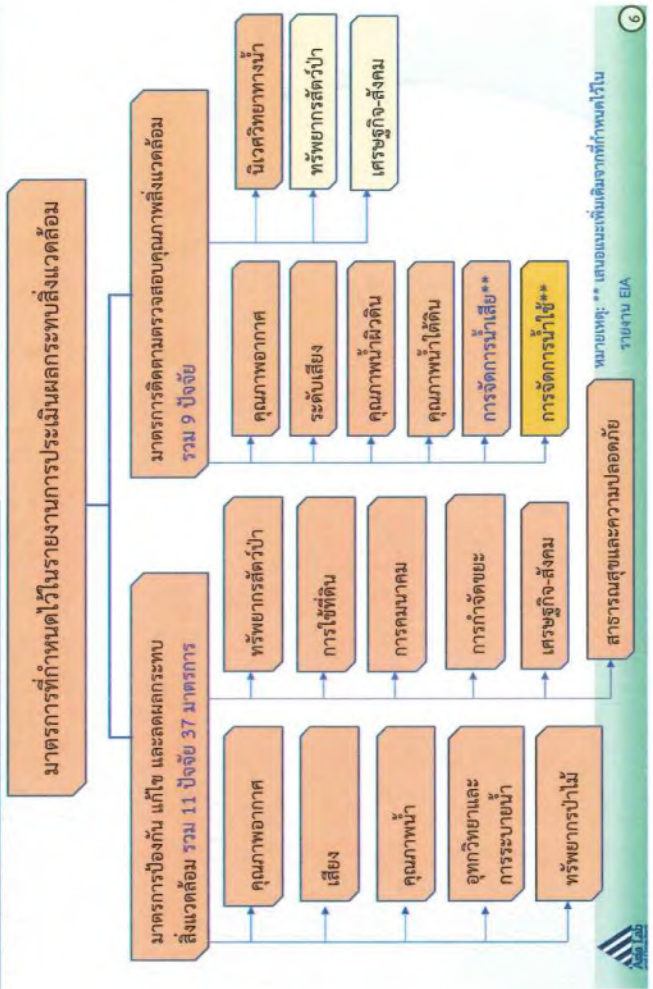 มาตรการที่กำหนดไว้ในรายงานการประเมินผลกระทบสิ่งแวดล้อม
มาตรการป้องกัน แก้ไข และลดผลกระทบ
สิ่งแวดล้อม รวม 11 ปัจจัย 37 มาตรการ
คุณภาพอากาศ
เสียง
คุณภาพน้ำ
อุทกวิทยาและ
การระบายน้ำ
ทรัพยากรป่าไม้
ทรัพยากรสัตว์ป่า
การใช้ที่ดิน
การคมนาคม
การกำจัดขยะ
เศรษฐกิจ-สังคม
สาธารณสุขและความปลอดภัย
มาตรการติดตามตรวจสอบคุณภาพสิ่งแวดล้อม
รวม 9 ปัจจัย
คุณภาพอากาศ
ระดับเสียง
คุณภาพน้ำผิวดิน
คุณภาพน้ำใต้ดิน
การจัดการน้ำเสีย**
การจัดการน้ำใช้**
นิเวศวิทยาทางน้ำ
ทรัพยากรสัตว์ป่า
เศรษฐกิจ-สังคม
หมายเหตุ: ** เสนอแนะเพิ่มเติมจากที่กำหนดไว้ใน
รายงาน EIA
Asia Lab
6